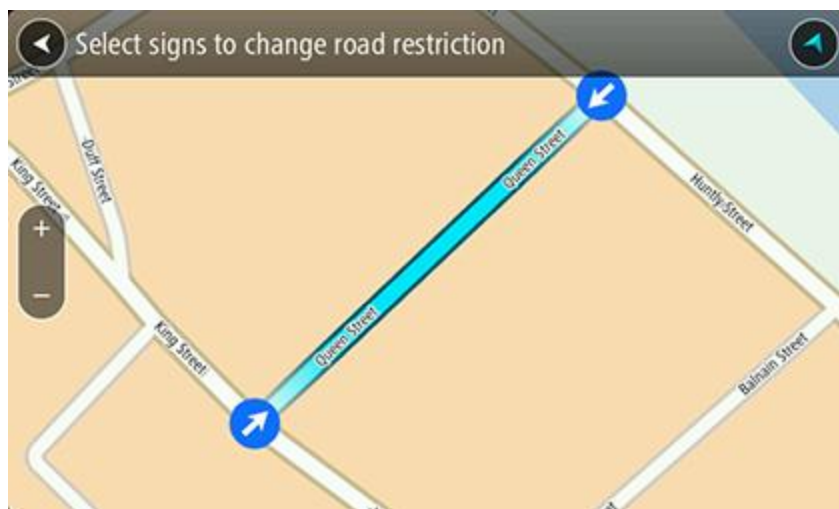 Select signs to change road restriction
Street
Duff Street
King Street
Queen Street
Huntly Street
+
−
Queen Street
King Street
Balnain Street